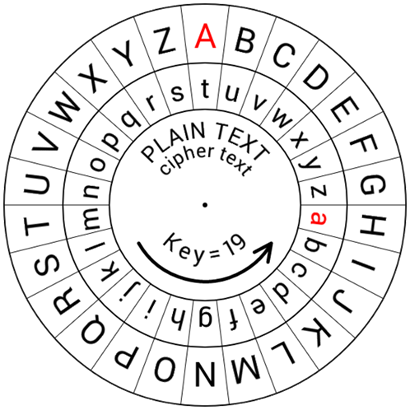 A B C D E F G H I J K L M N O P Q R S T U V W X Y Z
t u v w x y z a b c d e f g h i j k l m n o p q r s
PLAIN TEXT
cipher text
Key=19